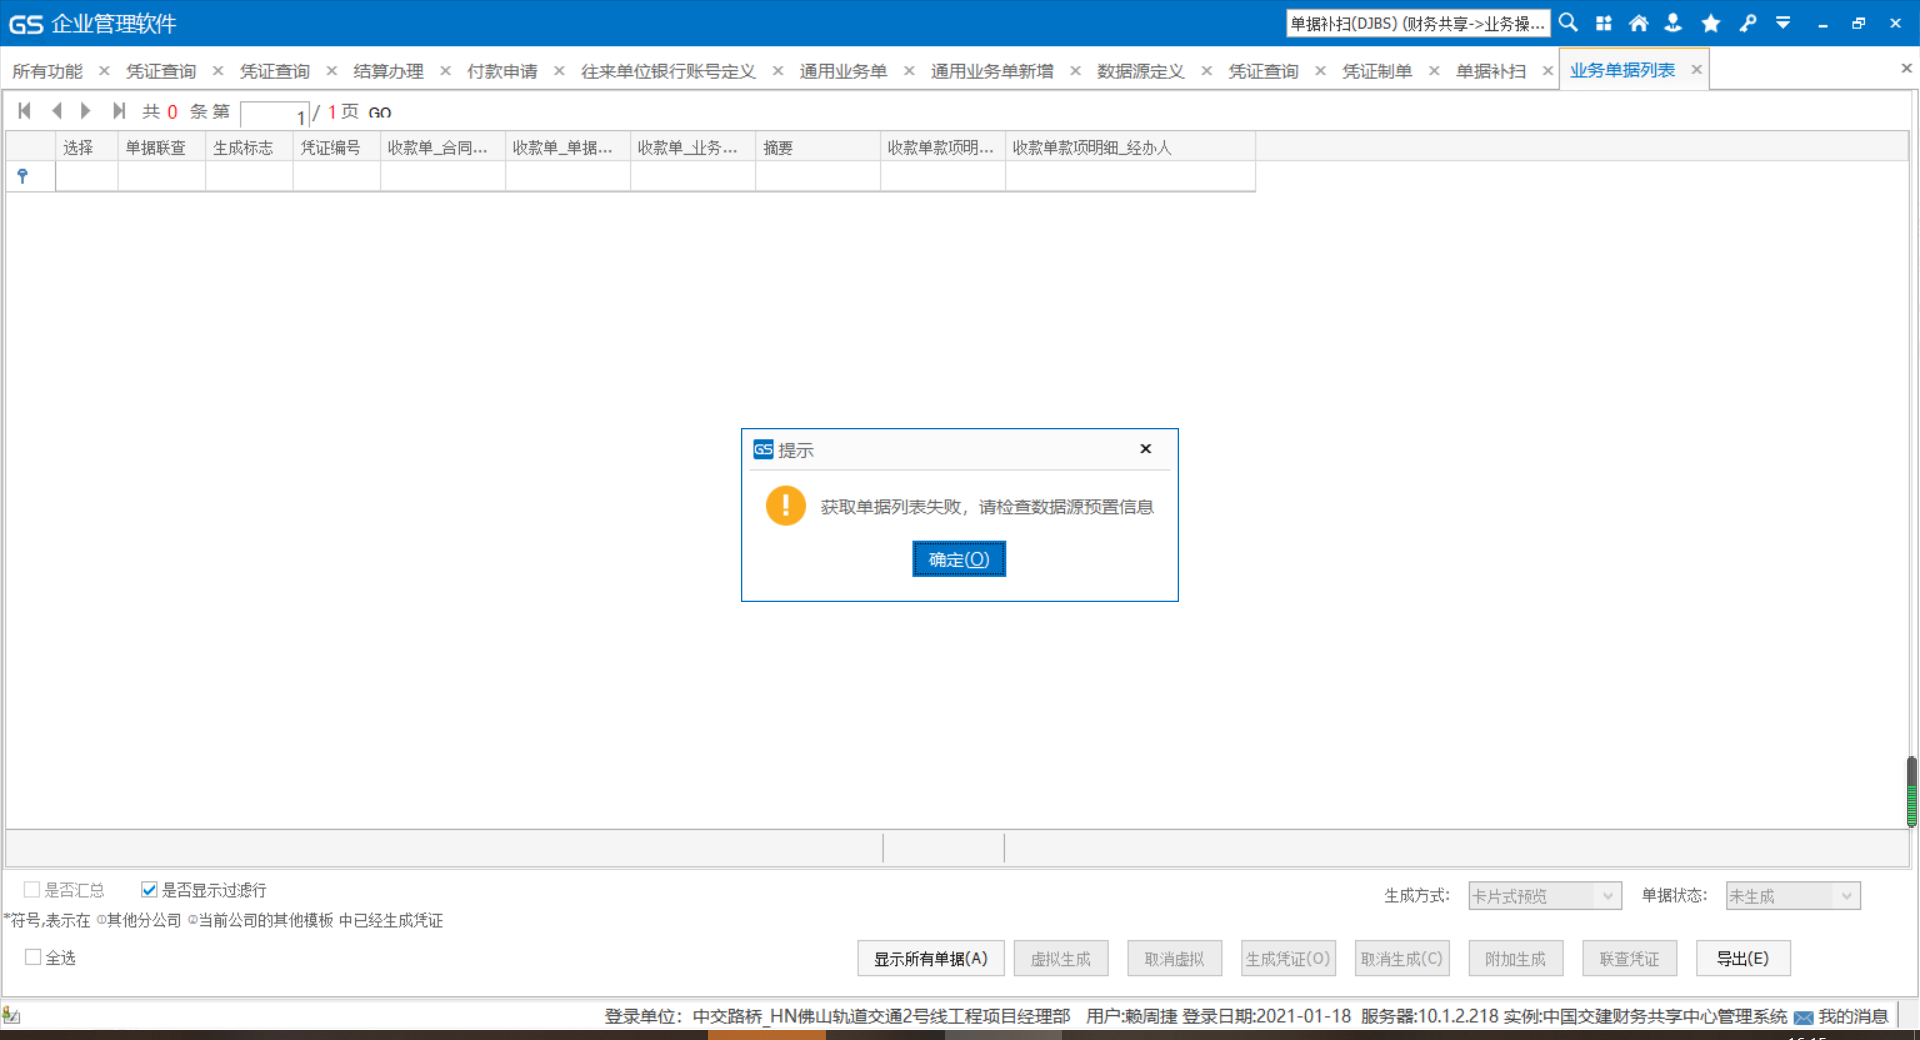 GS 企业管理软件
单据补扫(DJBS) (财务共享->业务操...
所有功能 凭证查询 凭证查询 结算办理 付款申请 往来单位银行账号定义 通用业务单 通用业务单新增 数据源定义 凭证查询 凭证制单 单据补扫 业务单据列表
共 0 条 第 1 / 1 页 GO
选择 单据联查 生成标志 凭证编号 收款单_合同... 收款单_单据... 收款单_业务... 摘要 收款单款项明... 收款单款项明细_经办人
GS 提示
获取单据列表失败，请检查数据源预置信息
确定(O)
是否汇总 是否显示过滤行
生成方式: 卡片式预览 单据状态: 未生成
*符号,表示在 ①其他分公司 ②当前公司的其他模板 中已经生成凭证
全选
显示所有单据(A) 虚拟生成 取消虚拟 生成凭证(O) 取消生成(C) 附加生成 联查凭证 导出(E)
登录单位：中交路桥_HN佛山轨道交通2号线工程项目经理部 用户:赖周捷 登录日期:2021-01-18 服务器:10.1.2.218 实例:中国交建财务共享中心管理系统 我的消息